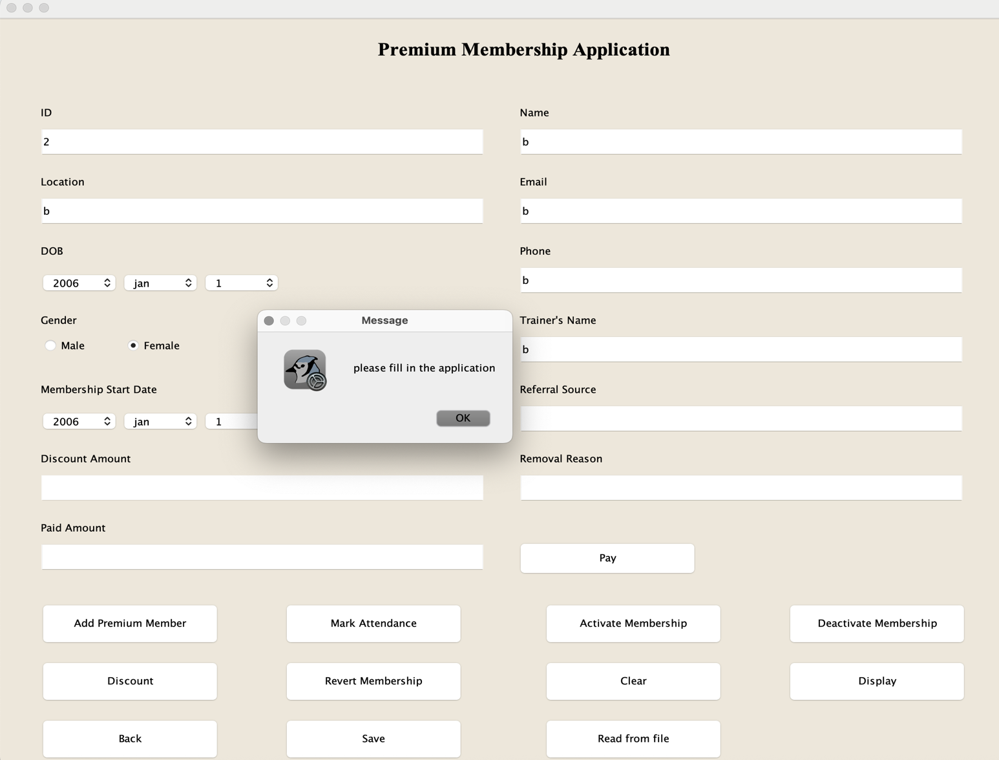 Premium Membership Application
ID
Name
2
b
Location
Email
b
b
DOB
Phone
2006 jan 1
b
Gender
Trainer's Name
Male Female
b
Message
please fill in the application
OK
Membership Start Date
Referral Source
2006 jan 1
Discount Amount
Removal Reason
Paid Amount
Pay
Add Premium Member
Mark Attendance
Activate Membership
Deactivate Membership
Discount
Revert Membership
Clear
Display
Back
Save
Read from file